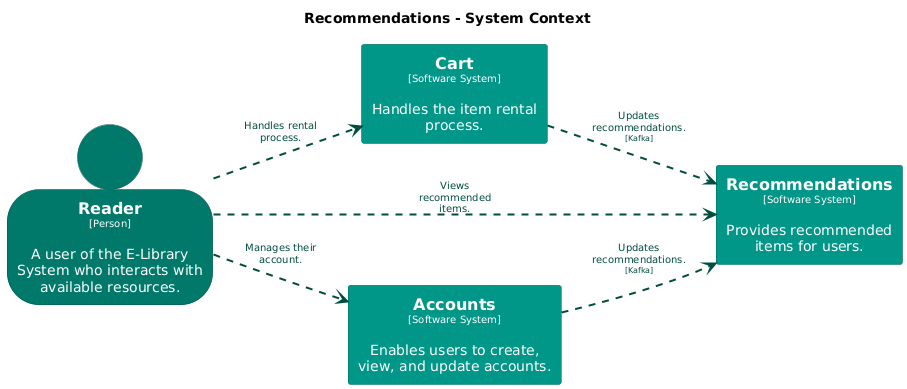 Recommendations - System Context
Cart
[Software System]
Handles the item rental
process.
Handles rental
process.
Updates
recommendations.
[Kafka]
Reader
[Person]
A user of the E-Library
System who interacts with
available resources.
Views
recommended
items.
Recommendations
[Software System]
Provides recommended
items for users.
Manages their
account.
Updates
recommendations.
[Kafka]
Accounts
[Software System]
Enables users to create,
view, and update accounts.